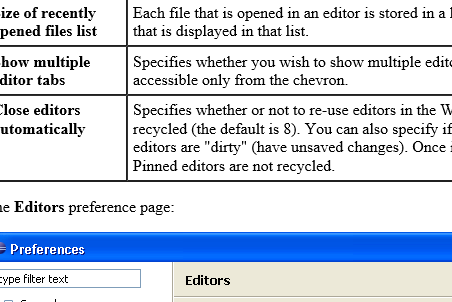 ize of recently Each file that is opened in an editor is stored in a
pened files list that is displayed in that list.
how multiple Specifies whether you wish to show multiple
ditor tabs accessible only from the chevron.
lose editors Specifies whether or not to re-use editors in the W
utomatically recycled (the default is 8). You can also specify if
editors are "dirty" (have unsaved changes). Once
Pinned editors are not recycled.
he Editors preference page:
Preferences
type filter text Editors